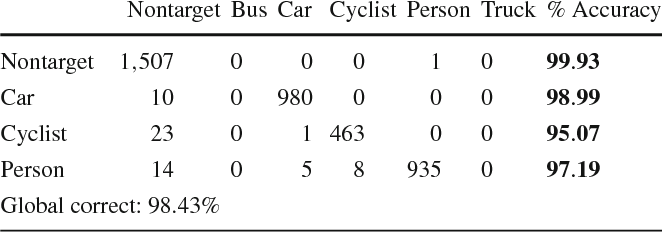 Nontarget Bus Car Cyclist Person Truck % Accuracy
Nontarget 1,507 0 0 0 1 0 99.93
Car 10 0 980 0 0 0 98.99
Cyclist 23 0 1 463 0 0 95.07
Person 14 0 5 8 935 0 97.19
Global correct: 98.43%